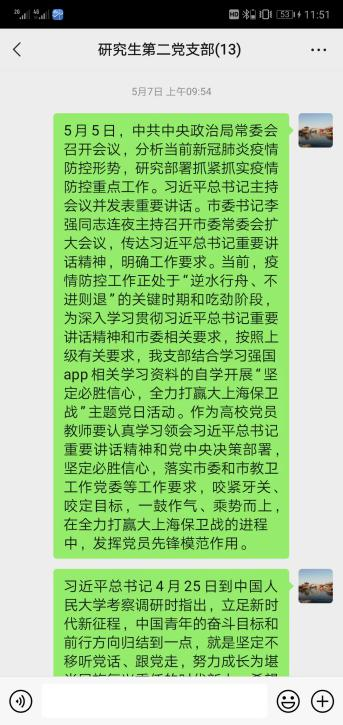 2G 4G HD 53 11:51
研究生第二党支部(13)
5月7日 上午09:54
5月5日，中共中央政治局常委会
召开会议，分析当前新冠肺炎疫情
防控形势，研究部署抓紧抓实疫情
防控重点工作。习近平总书记主持
会议并发表重要讲话。市委书记李
强同志连夜主持召开市委常委会扩
大会议，传达习近平总书记重要讲
话精神，明确工作要求。当前，疫
情防控工作正处于“逆水行舟、不
进则退”的关键时期和吃劲阶段，
为深入学习贯彻习近平总书记重要
讲话精神和市委相关要求，按照上
级有关要求，我支部结合学习强国
app相关学习资料的自学开展“坚
定必胜信心，全力打赢大上海保卫
战”主题党日活动。作为高校党员
教师要认真学习领会习近平总书记
重要讲话精神和党中央决策部署，
坚定必胜信心，落实市委和市教卫
工作党委等工作要求，咬紧牙关、
咬定目标，一鼓作气、乘势而上，
在全力打赢大上海保卫战的进程
中，发挥党员先锋模范作用。
习近平总书记4月25日到中国人
民大学考察调研时指出，立足新时
代新征程，中国青年的奋斗目标和
前行方向归结到一点，就是坚定不
移听党话、跟党走，努力成长为堪